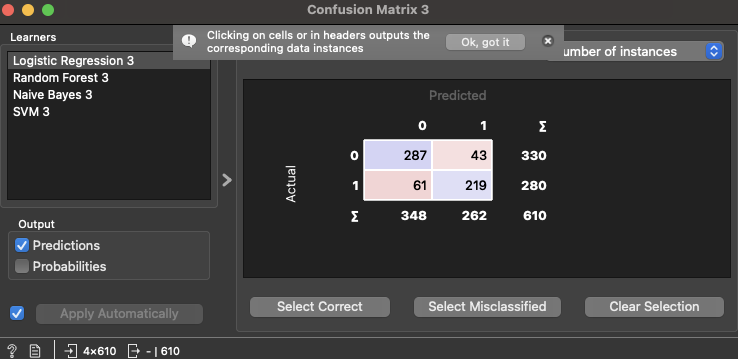 Confusion Matrix 3
Learners
Clicking on cells or in headers outputs the
corresponding data instances
Ok, got it
umber of instances
Logistic Regression 3
Random Forest 3
Naive Bayes 3
SVM 3
Predicted
0 1 Σ
Actual
0 287 43 330
1 61 219 280
Σ 348 262 610
Output
Predictions
Probabilities
Apply Automatically
Select Correct
Select Misclassified
Clear Selection
? 4×610 - | 610